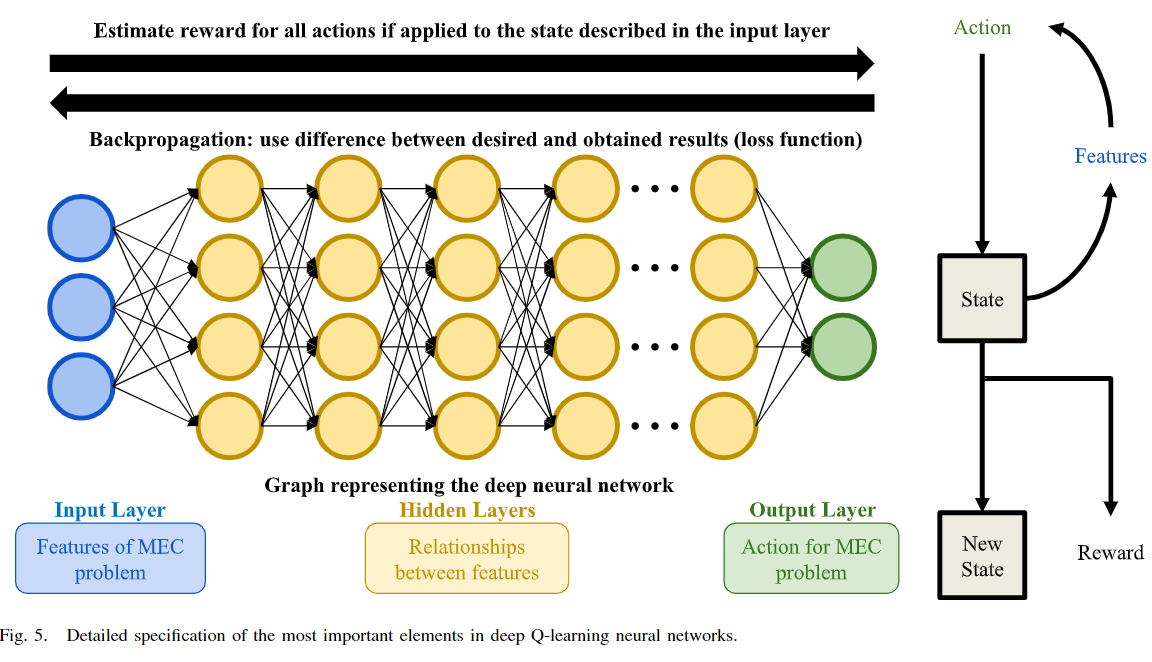 Estimate reward for all actions if applied to the state described in the input layer
Backpropagation: use difference between desired and obtained results (loss function)
Graph representing the deep neural network
Input Layer
Features of MEC
problem
Hidden Layers
Relationships
between features
Output Layer
Action for MEC
problem
Action
Features
State
New
State
Reward
Fig. 5. Detailed specification of the most important elements in deep Q-learning neural networks.